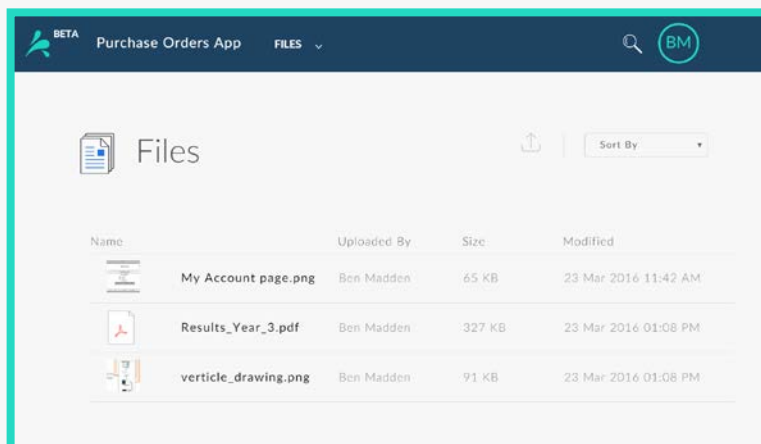 BETA
Purchase Orders App FILES
BM
Files
Sort By
Name Uploaded By Size Modified
My Account page.png Ben Madden 65 KB 23 Mar 2016 11:42 AM
Results_Year_3.pdf Ben Madden 327 KB 23 Mar 2016 01:08 PM
verticle_drawing.png Ben Madden 91 KB 23 Mar 2016 01:08 PM